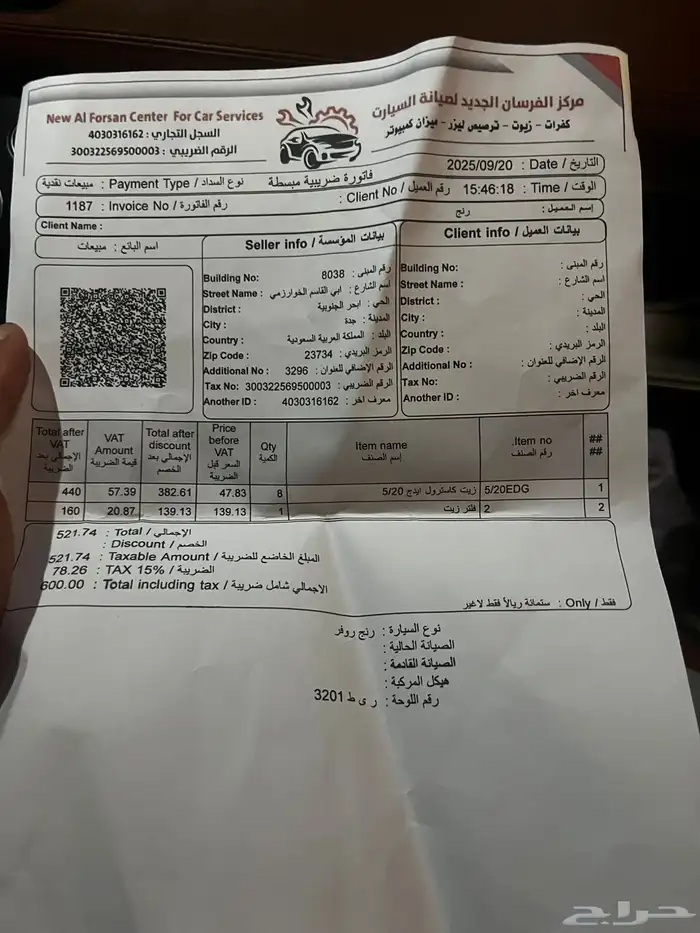 مركز الفرسان الجديد لصيانة السيارت
كفرات - زيوت - ترصيص ليزر - ميزان كمبيوتر
New Al Forsan Center For Car Services
السجل التجاري : 4030316162
الرقم الضريبي : 300322569500003
التاريخ / Date : 2025/09/20
فاتورة ضريبية مبسطة
نوع السداد / Payment Type : مبيعات نقدية
الوقت / Time : 15:46:18
رقم العميل / Client No :
رقم الفاتورة / Invoice No : 1187
إسم العميل : رنج
Client Name :
بيانات العميل / Client info
رقم المبنى : Building No:
اسم الشارع : Street Name :
الحي : District :
المدينة : City :
البلد : Country :
الرمز البريدي : Zip Code :
الرقم الإضافي للعنوان : Additional No :
الرقم الضريبي : Tax No:
معرف آخر : Another ID :
بيانات المؤسسة / Seller info
رقم المبنى : 8038 Building No:
اسم الشارع : ابي القاسم الخوارزمي Street Name :
الحي : ابحر الجنوبية District :
المدينة : جدة City :
البلد : المملكة العربية السعودية Country :
الرمز البريدي : 23734 Zip Code :
الرقم الإضافي للعنوان : 3296 Additional No :
الرقم الضريبي : 300322569500003 Tax No:
معرف آخر : 4030316162 Another ID :
اسم البائع : مبيعات
## ## Item no. رقم الصنف Item name إسم الصنف Qty الكمية Price before VAT السعر قبل الضريبة Total after discount الإجمالي بعد الخصم VAT Amount قيمة الضريبة Total after VAT الإجمالي بعد الضريبة
1 5/20EDG زيت كاسترول ايدج 5/20 8 47.83 382.61 57.39 440
2 2 فلتر زيت 1 139.13 139.13 20.87 160
الإجمالي / Total : 521.74
الخصم / Discount :
المبلغ الخاضع للضريبة / Taxable Amount : 521.74
الضريبة / TAX 15% : 78.26
الاجمالي شامل ضريبة / Total including tax : 600.00
فقط / Only : ستمائة ريالاً فقط لاغير
نوع السيارة : رنج روفر
الصيانة الحالية :
الصيانة القادمة :
هيكل المركبة :
رقم اللوحة : ر ى ط 3201
حراج